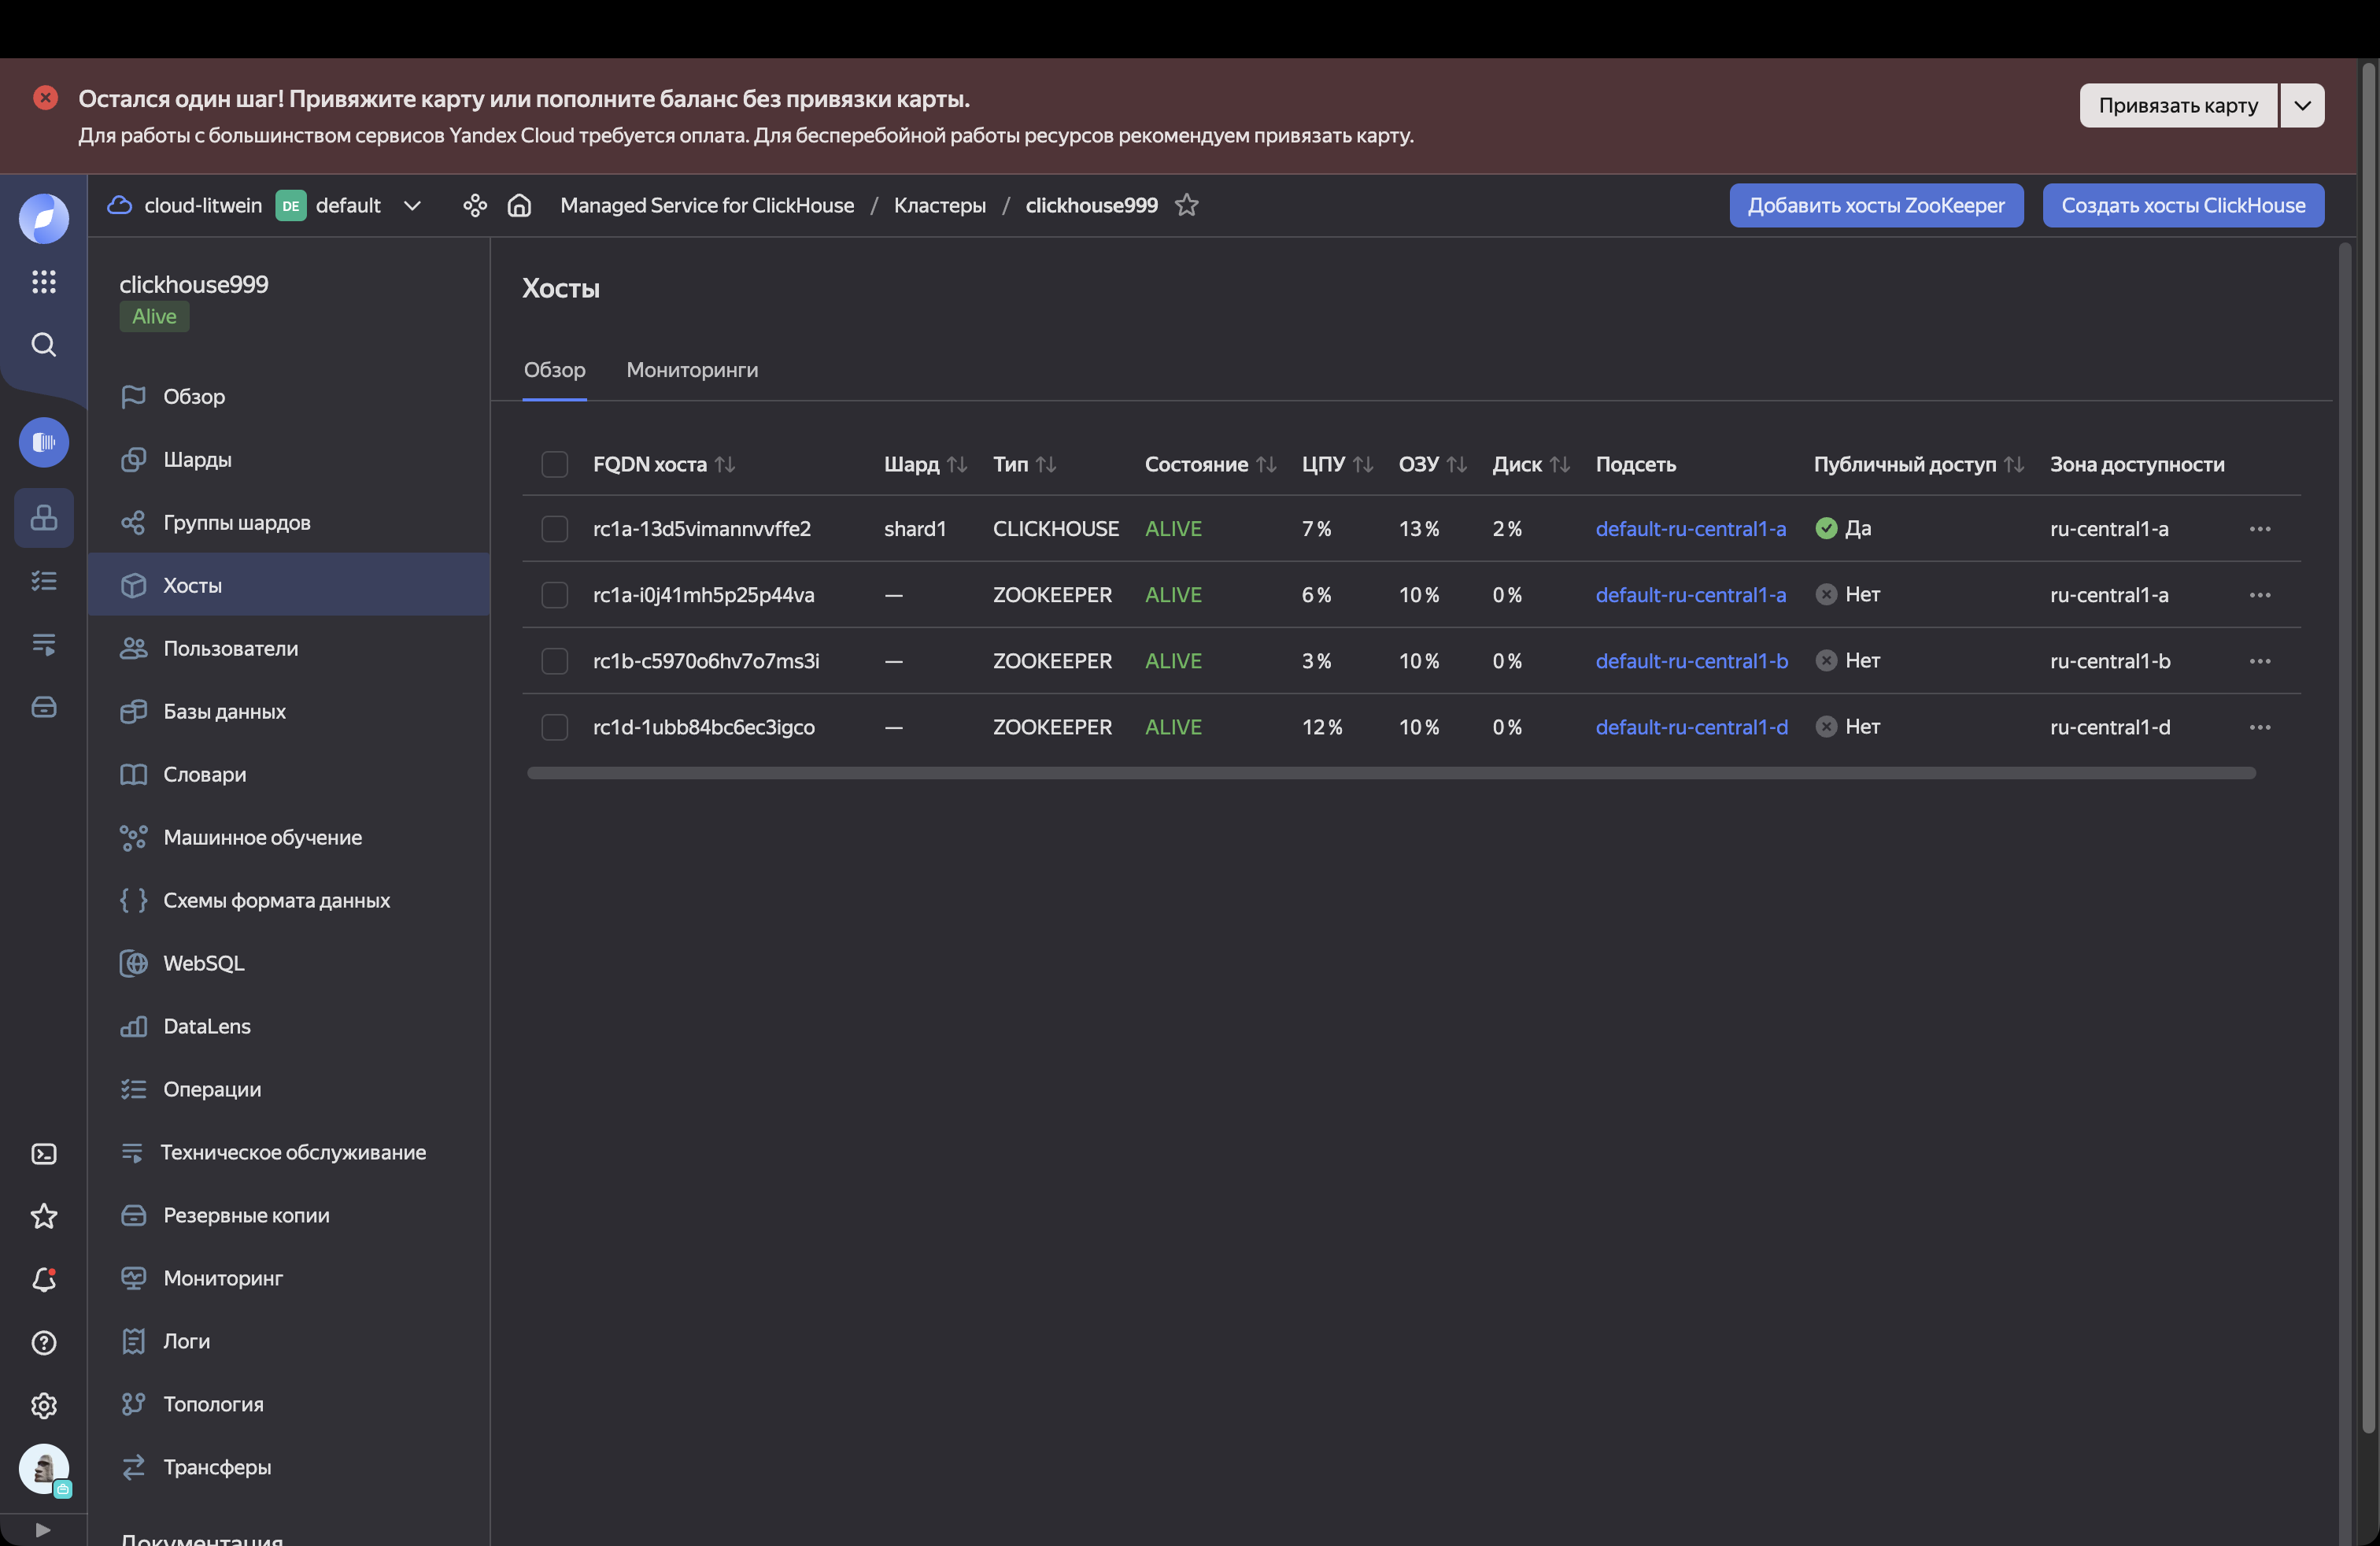 Остался один шаг! Привяжите карту или пополните баланс без привязки карты.
Для работы с большинством сервисов Yandex Cloud требуется оплата. Для бесперебойной работы ресурсов рекомендуем привязать карту.
Привязать карту
cloud-litwein DE default Managed Service for ClickHouse / Кластеры / clickhouse999
Добавить хосты ZooKeeper Создать хосты ClickHouse
clickhouse999
Alive
Обзор
Шарды
Группы шардов
Хосты
Пользователи
Базы данных
Словари
Машинное обучение
Схемы формата данных
WebSQL
DataLens
Операции
Техническое обслуживание
Резервные копии
Мониторинг
Логи
Топология
Трансферы
Документация
Хосты
Обзор Мониторинги
FQDN хоста Шард Тип Состояние ЦПУ ОЗУ Диск Подсеть Публичный доступ Зона доступности
rc1a-13d5vimannvvffe2 shard1 CLICKHOUSE ALIVE 7 % 13 % 2 % default-ru-central1-a Да ru-central1-a
rc1a-i0j41mh5p25p44va — ZOOKEEPER ALIVE 6 % 10 % 0 % default-ru-central1-a Нет ru-central1-a
rc1b-c5970o6hv7o7ms3i — ZOOKEEPER ALIVE 3 % 10 % 0 % default-ru-central1-b Нет ru-central1-b
rc1d-1ubb84bc6ec3igco — ZOOKEEPER ALIVE 12 % 10 % 0 % default-ru-central1-d Нет ru-central1-d